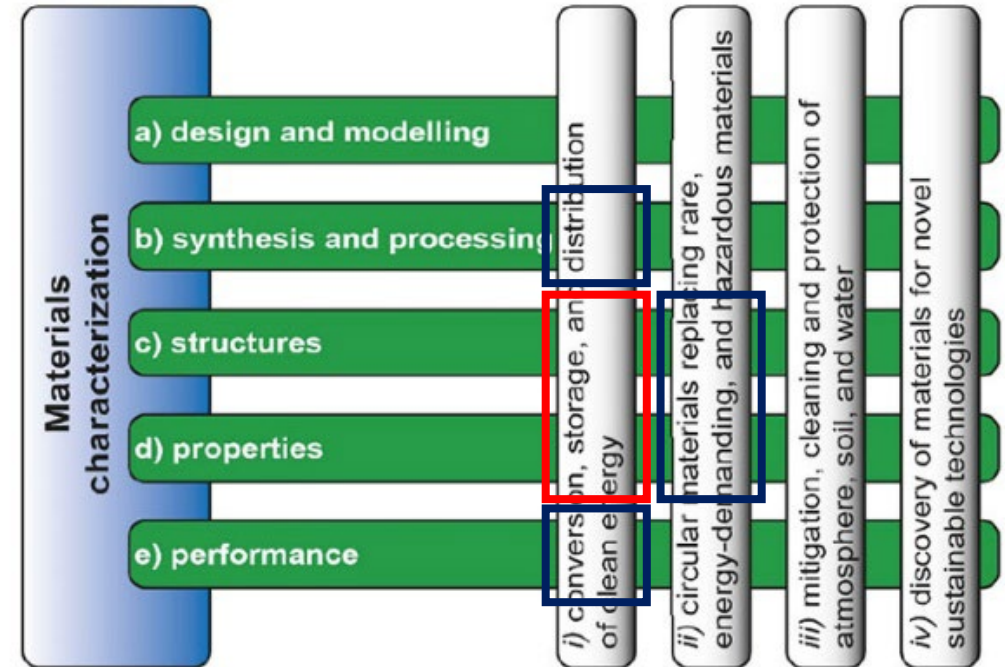 Materials
characterization
a) design and modelling
b) synthesis and processing
c) structures
d) properties
e) performance
i) conversion, storage, and distribution
of clean energy
ii) circular materials replacing rare,
energy-demanding, and hazardous materials
iii) mitigation, cleaning and protection of
atmosphere, soil, and water
iv) discovery of materials for novel
sustainable technologies